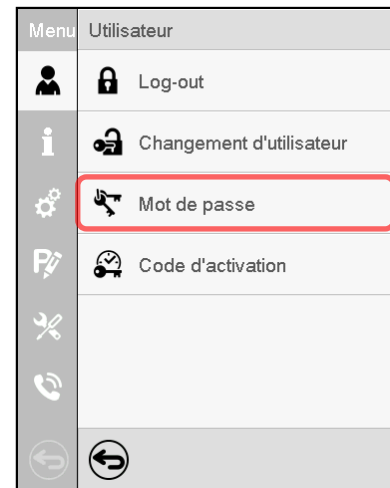 Menu Utilisateur
Log-out
Changement d'utilisateur
Mot de passe
Code d'activation